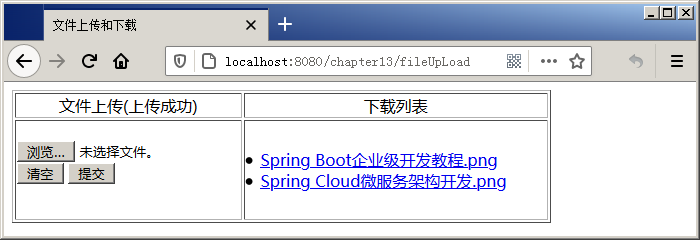 文件上传和下载
localhost:8080/chapter13/fileUpLoad
文件上传(上传成功)
下载列表
浏览... 未选择文件。
清空 提交
Spring Boot企业级开发教程.png
Spring Cloud微服务架构开发.png